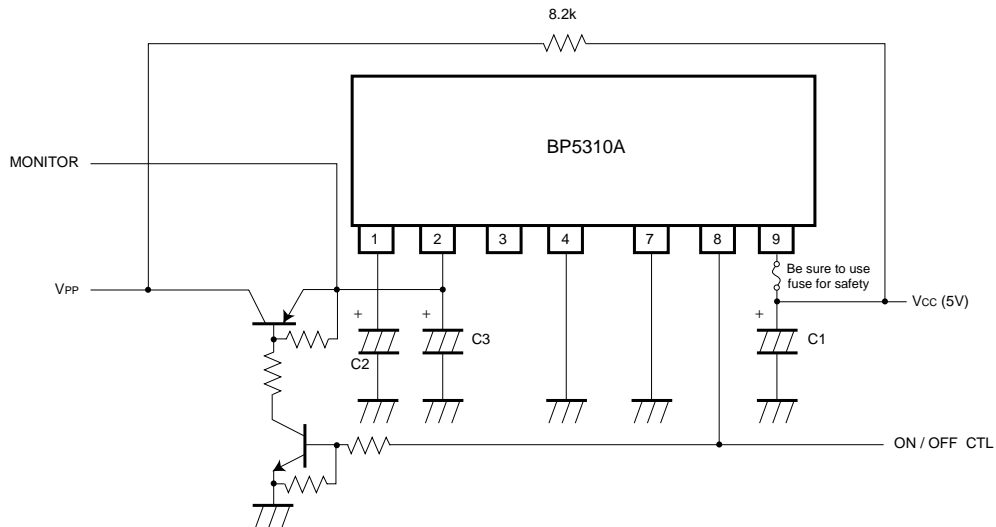 8.2k
BP5310A
MONITOR
1 2 3 4 7 8 9
Be sure to use
fuse for safety
VPP
VCC (5V)
+ + +
C2 C3 C1
ON / OFF CTL